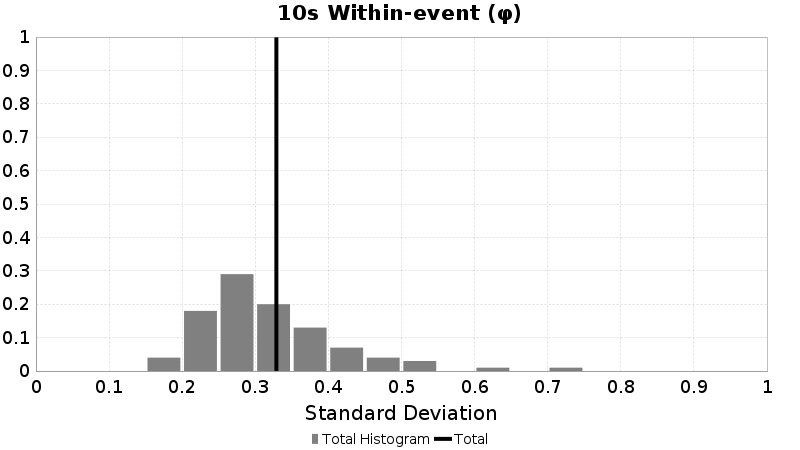 10s Within-event (φ)
1
0.9
0.8
0.7
0.6
0.5
0.4
0.3
0.2
0.1
0
0 0.1 0.2 0.3 0.4 0.5 0.6 0.7 0.8 0.9 1
Standard Deviation
Total Histogram Total